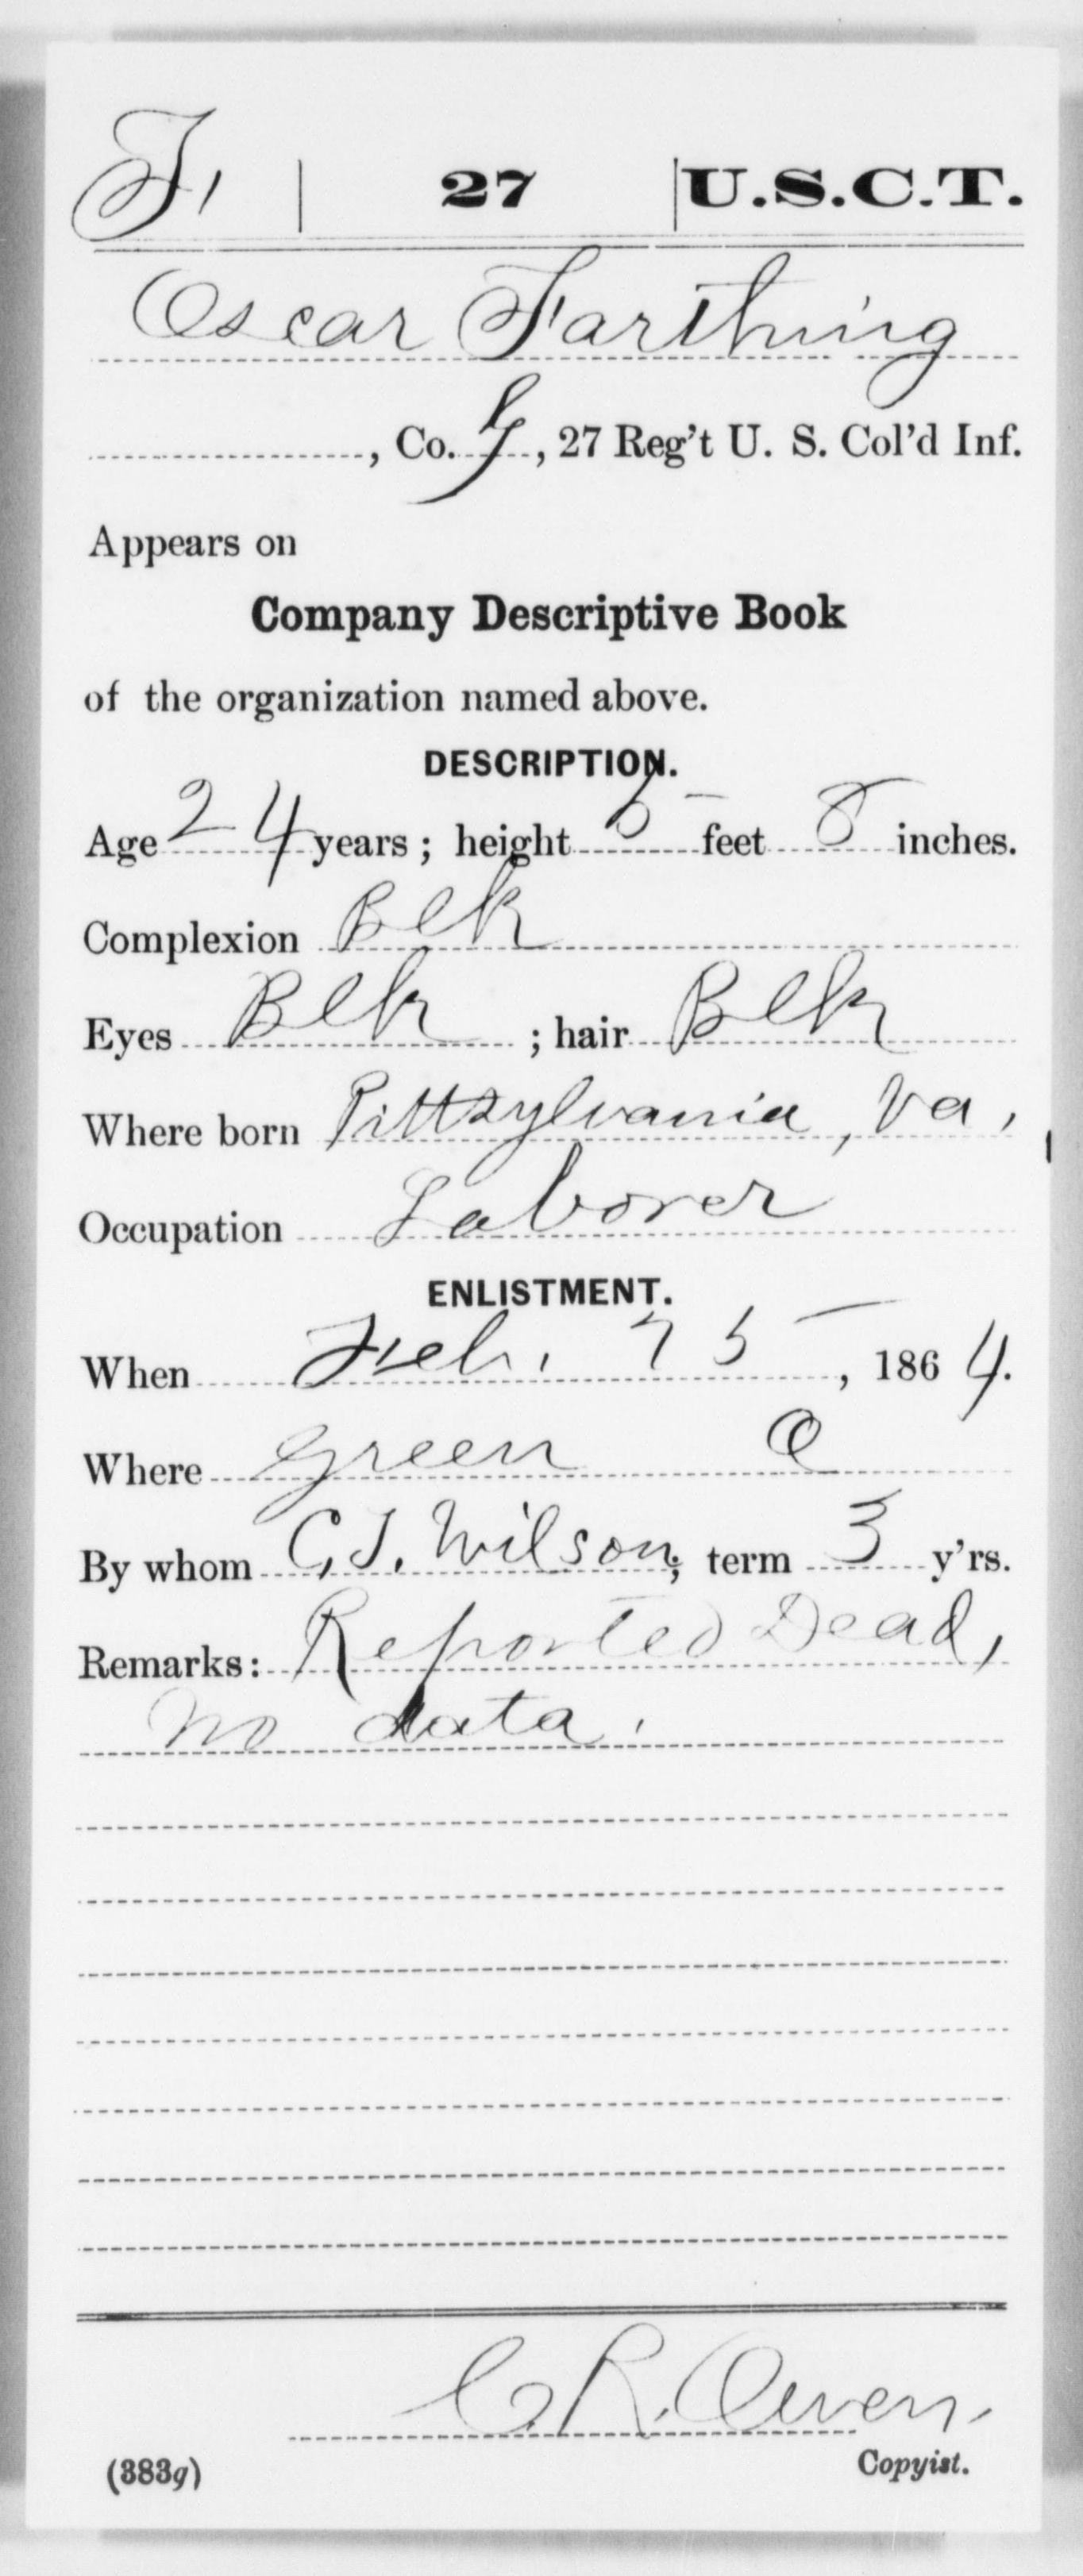 F | 27 | U.S.C.T.
Oscar Farthing
, Co. G, 27 Reg't U. S. Col'd Inf.
Appears on
Company Descriptive Book
of the organization named above.
DESCRIPTION.
Age 24 years; height 5 feet 8 inches.
Complexion Blk
Eyes Blk ; hair Blk
Where born Pittsylvania, Va.
Occupation Laborer
ENLISTMENT.
When Feb. 25, 1864.
Where Green O
By whom C.J. Wilson; term 3 y'rs.
Remarks: Reported Dead,
no data.
C. R. Owen,
Copyist.
(383g)